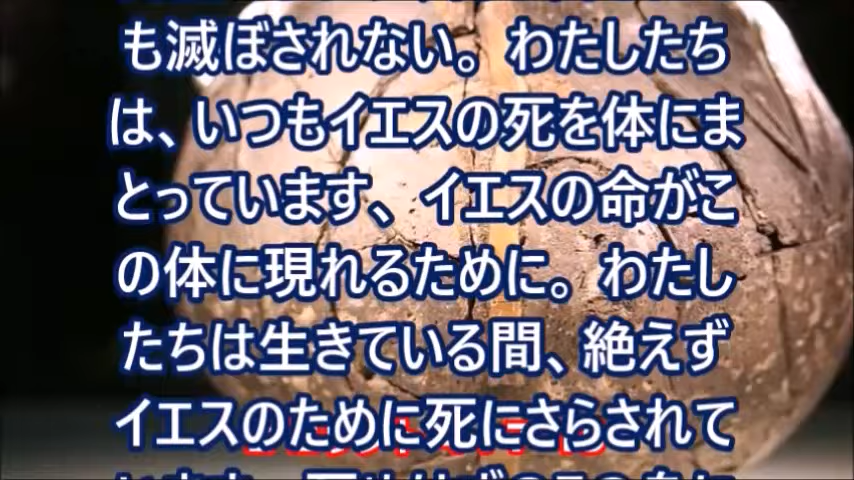 も滅ぼされない。わたしたち
は、いつもイエスの死を体にま
とっています、イエスの命がこ
の体に現れるために。わたし
たちは生きている間、絶えず
イエスのために死にさらされて